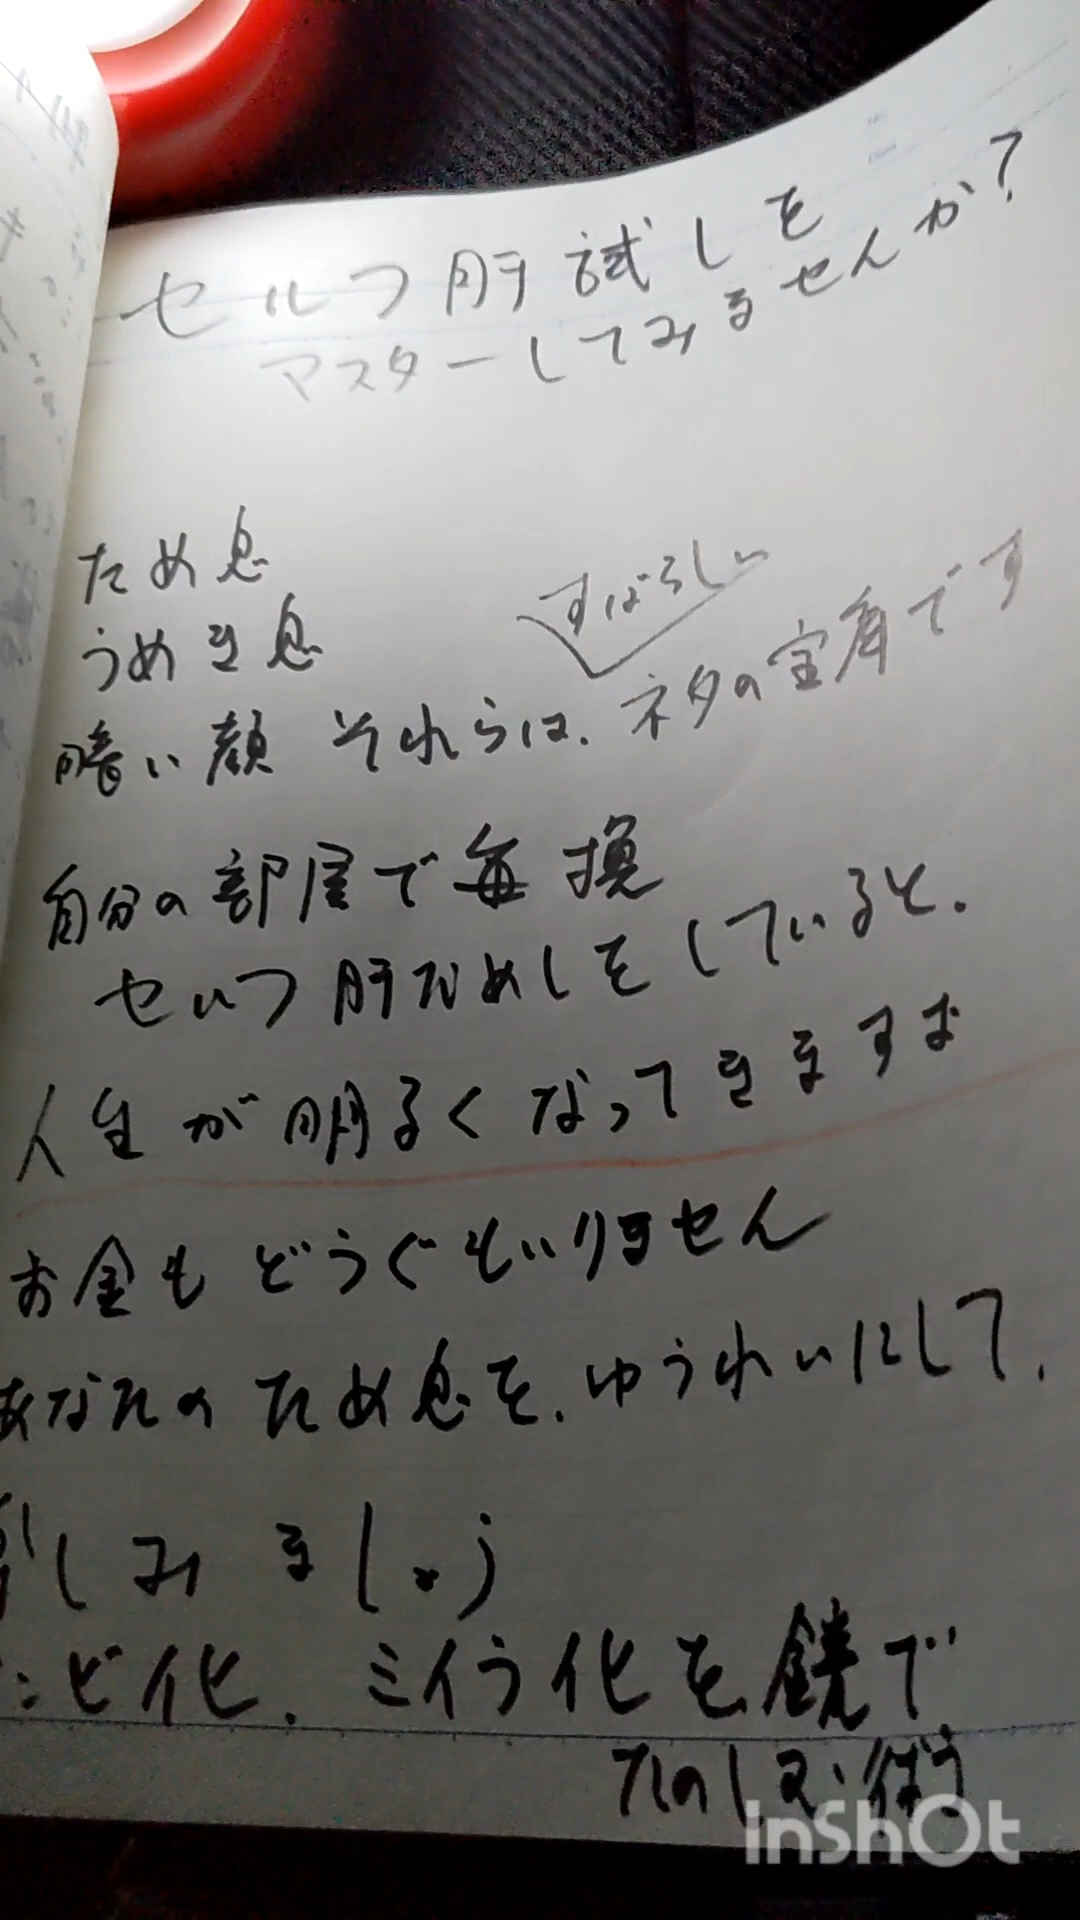 セルフ肝試しを
マスターしてみませんか?
ため息
うめき息
暗い顔 それらは、すばらしいネタの宝庫です
自分の部屋で毎換
セルフ肝だめしをしていると、
人生が明るくなってきますよ
お金もどうぐもいりません
あなたのため息を、ゆうれいにして、
しみましょう
ビ化、ミイラ化を鏡で
たのしむ
InShOt